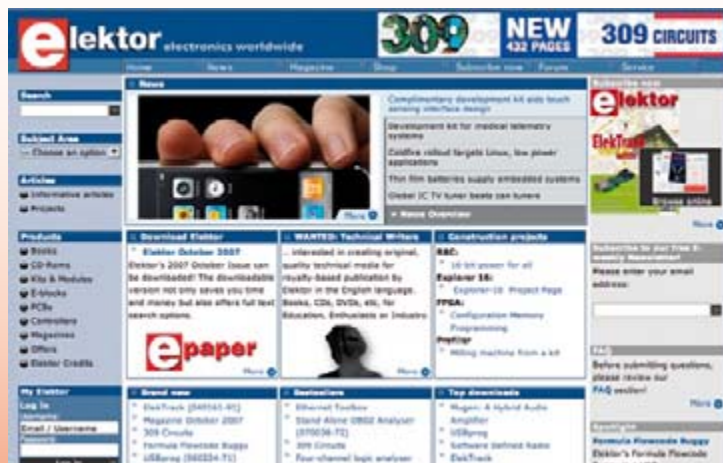 elektor
electronics worldwide
309
NEW
432 PAGES
309 CIRCUITS
Home
News
Magazine
Shop
Subscribe now
Forum
Service
Search
Subject Area
-- Choose an option
Articles
Informative articles
Projects
Products
Books
CD-Roms
Kits & Modules
E-blocks
PCBs
Controllers
Magazines
Offers
Elektor Credits
My Elektor
Log in
Email / Username
Password
News
More
Complimentary development kit aids touch
sensing interface design
Development kit for medical telemetry
systems
Coldfire rollout targets Linux, low power
applications
Thin film batteries supply embedded systems
Global IC TV tuner beats can tuners
News Overview
Download Elektor
Elektor October 2007
Elektor's 2007 October issue can
be downloaded! The downloadable
version not only saves you time
and money but also offers full text
search options.
e paper
More
WANTED: Technical Writers
... interested in creating original,
quality technical media for
royalty-based publication by
Elektor in the English language.
Books, CDs, DVDs, etc, for
Education, Enthusiasts or Industry
More
Construction projects
R8C:
16-bit power for all
Explorer 16:
Explorer-16 Project Page
FPGA:
Configuration Memory
Programming
Profiler
Milling machine from a kit
Brand new
ElekTrack (040161-91)
Magazine October 2007
309 Circuits
Formula Flowcode Buggy
USBprog (060224-71)
Bestsellers
Ethernet Toolbox
Stand Alone OBD2 Analyser
(070038-72)
309 Circuits
Four-channel logic analyser
Top downloads
Mugen: A Hybrid Audio
Amplifier
USBprog
Software Defined Radio
ElekTrack
Subscribe now
elektor
ElekTrack
Browse online
More
Subscribe to our free E-
weekly Newsletter!
Please enter your email
address:
FAQ
Before submitting questions,
please review our
FAQ section!
More
Spotlight
Formula Flowcode Buggy
Elektor's Formula Flowcode